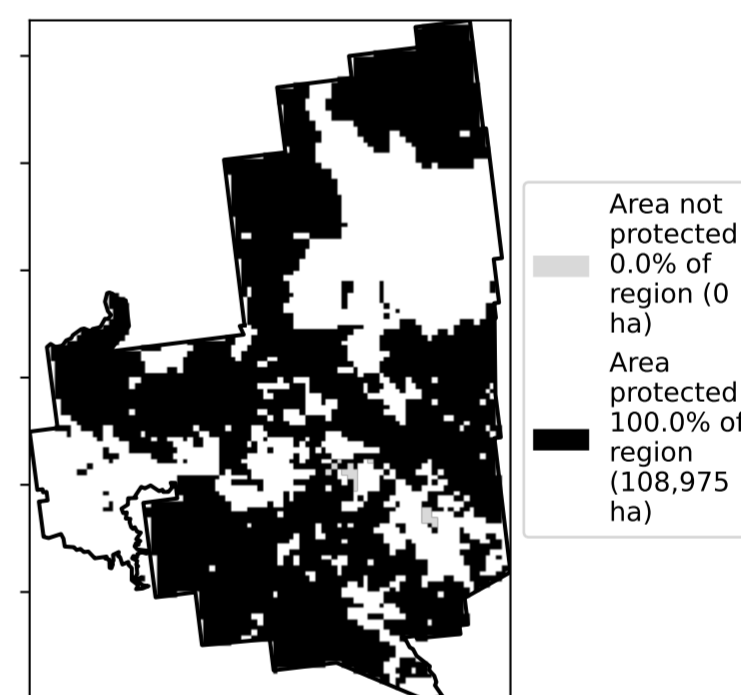 Area not
protected
0.0% of
region (0
ha)
Area
protected
100.0% of
region
(108,975
ha)